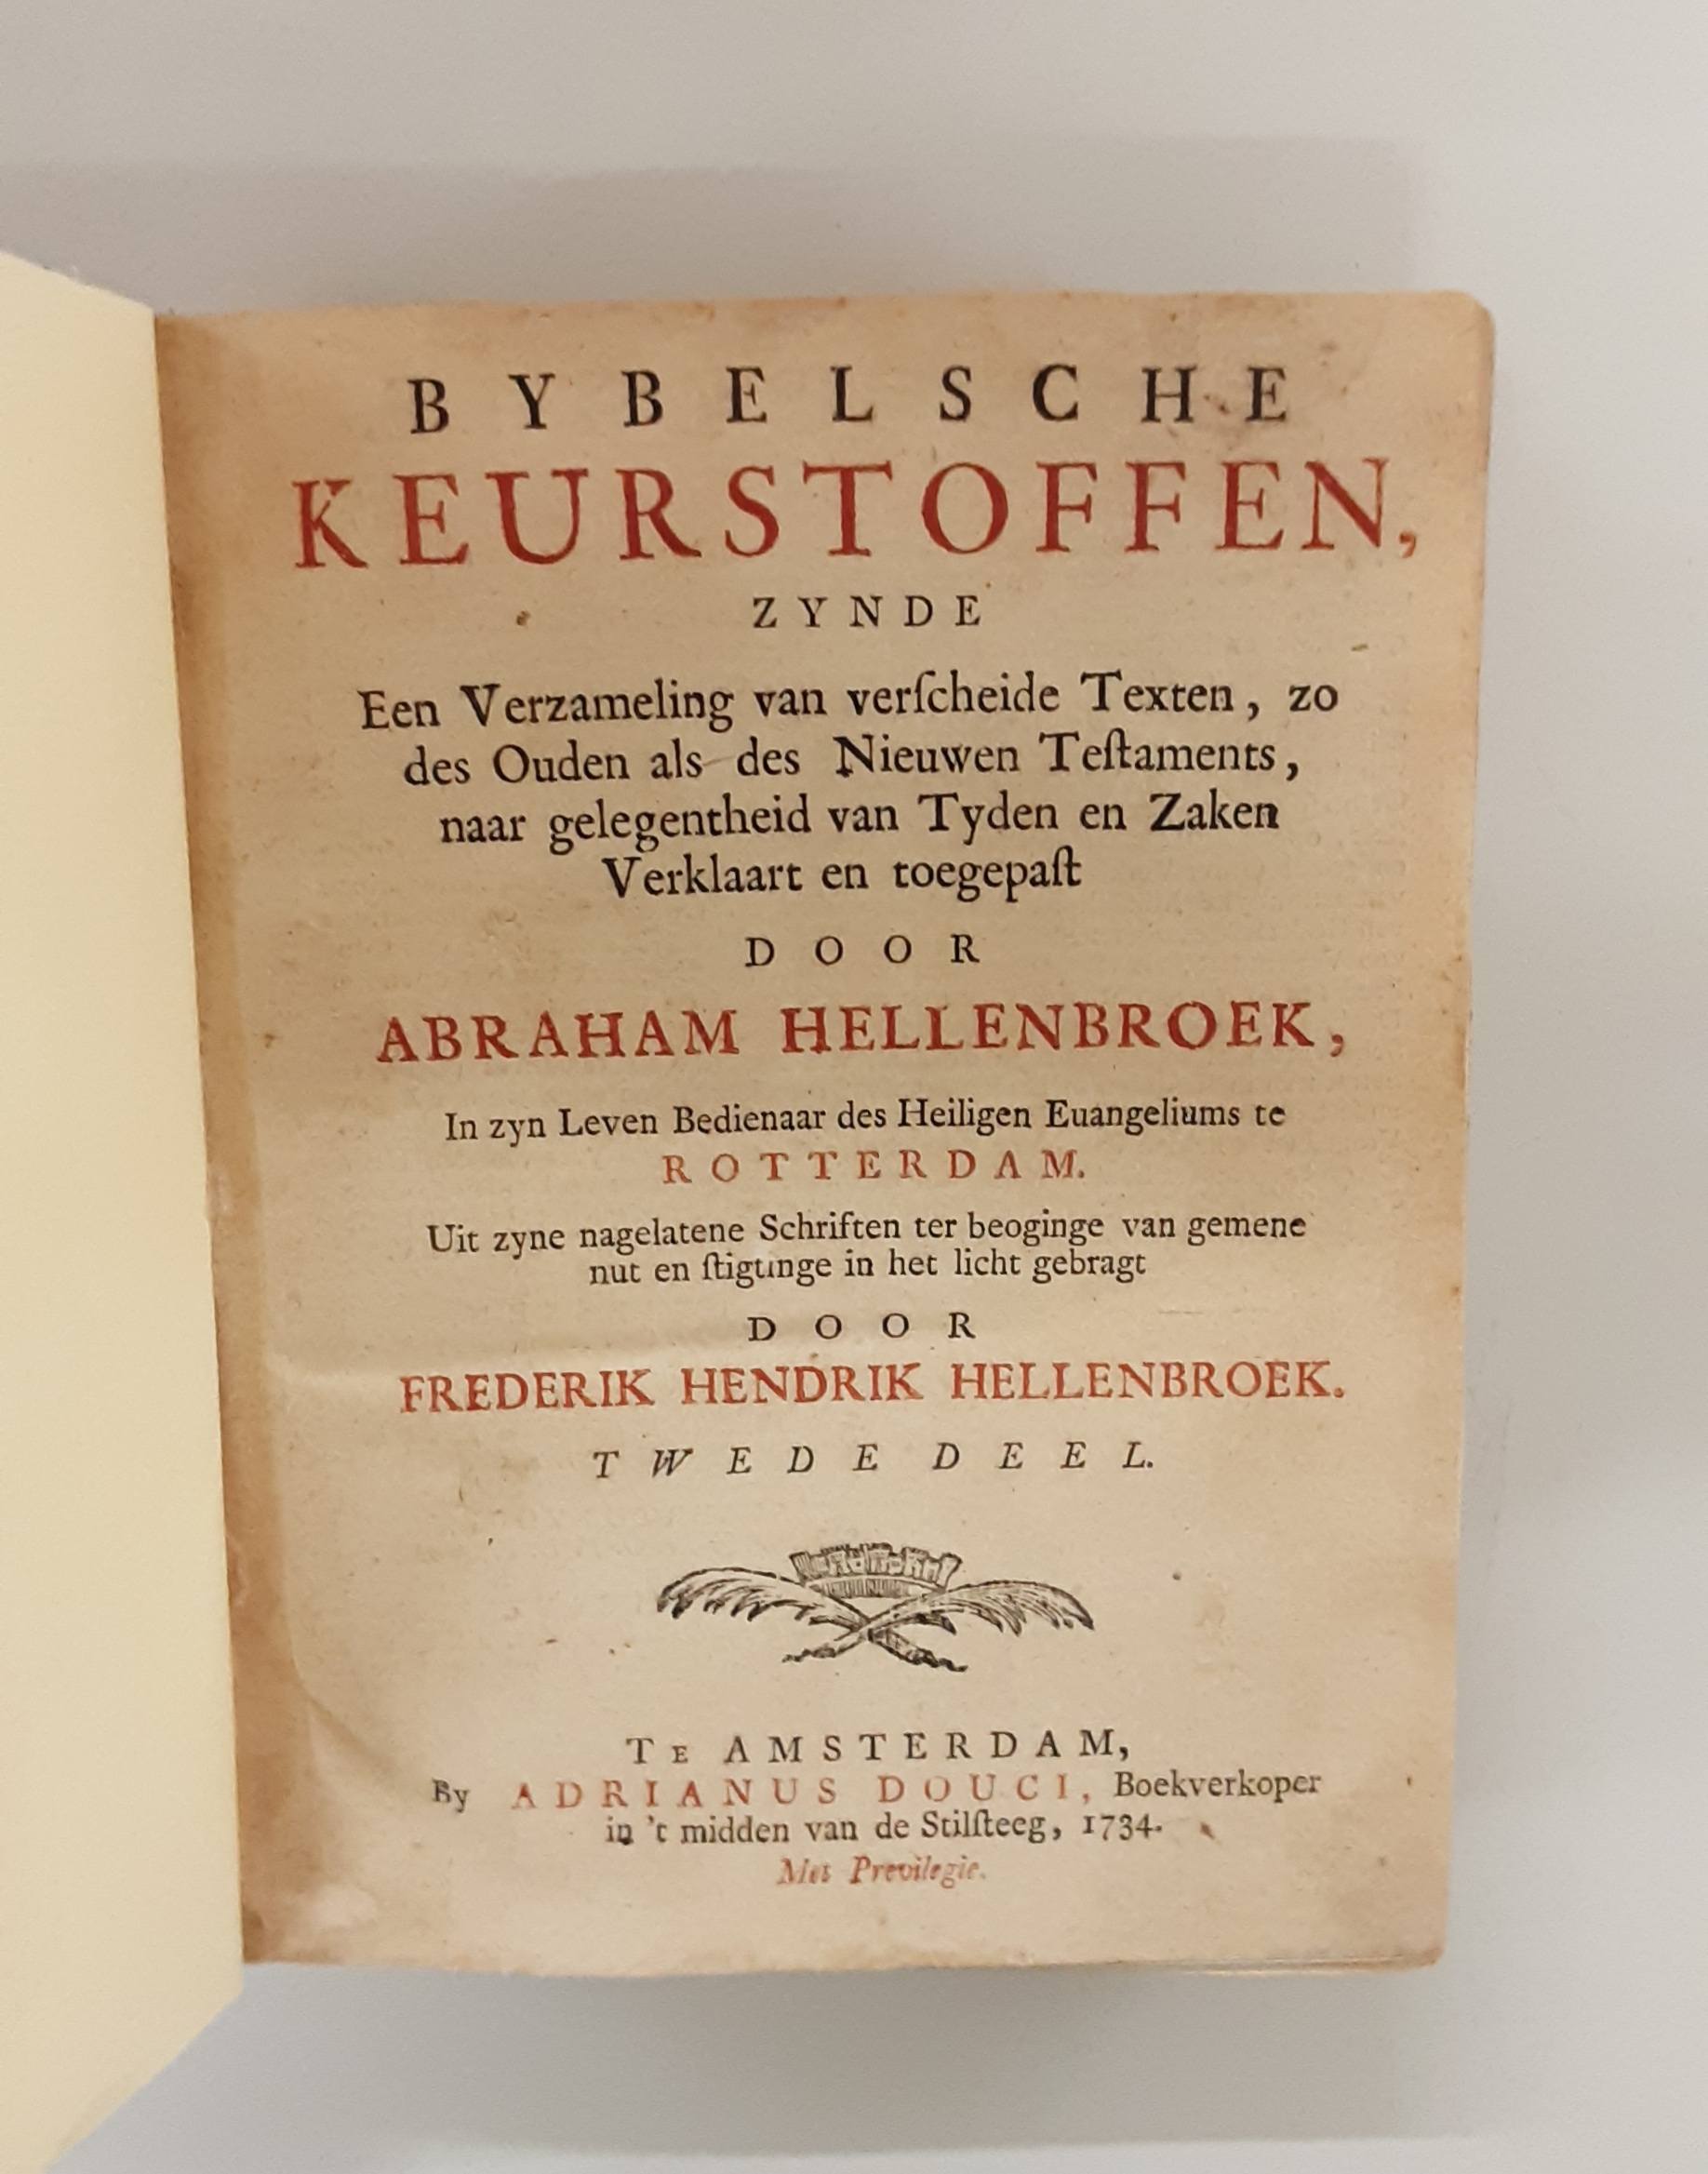 BYBELSCHE
KEURSTOFFEN,
ZYNDE
Een Verzameling van verſcheide Texten, zo
des Ouden als des Nieuwen Teſtaments,
naar gelegentheid van Tyden en Zaken
Verklaart en toegepaſt
DOOR
ABRAHAM HELLENBROEK,
In zyn Leven Bedienaar des Heiligen Euangeliums te
ROTTERDAM.
Uit zyne nagelatene Schriften ter beoginge van gemene
nut en ſtigtinge in het licht gebragt
DOOR
FREDERIK HENDRIK HELLENBROEK.
TWEDE DEEL.
TE AMSTERDAM,
By ADRIANUS DOUCI, Boekverkoper
in 't midden van de Stilſteeg, 1734.
Met Previlegie.